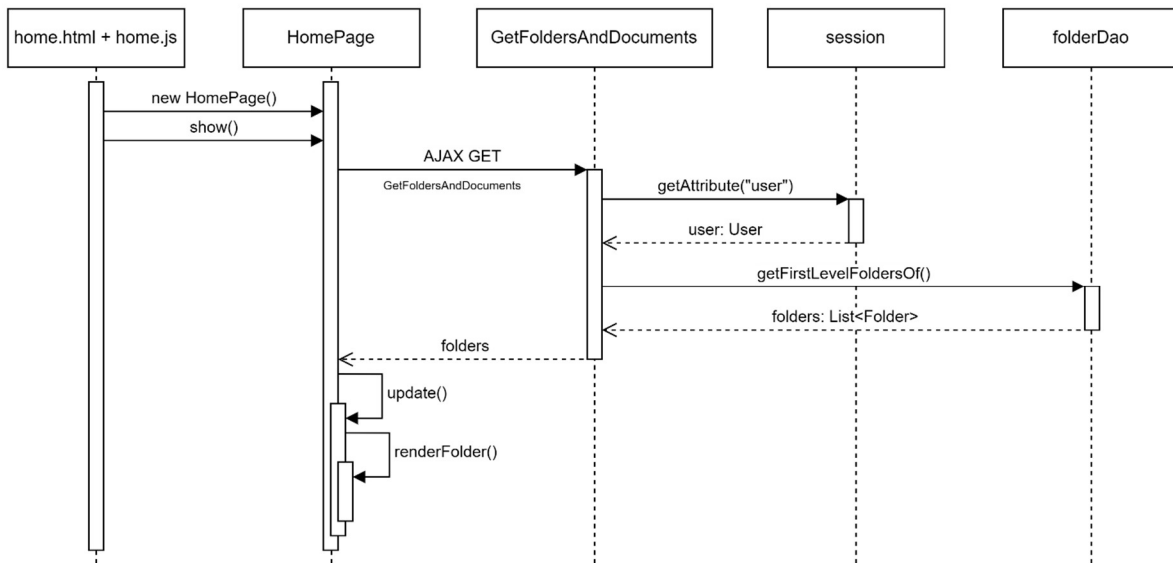 home.html + home.js
HomePage
GetFoldersAndDocuments
session
folderDao
new HomePage()
show()
AJAX GET
GetFoldersAndDocuments
getAttribute("user")
user: User
getFirstLevelFoldersOf()
folders: List<Folder>
folders
update()
renderFolder()